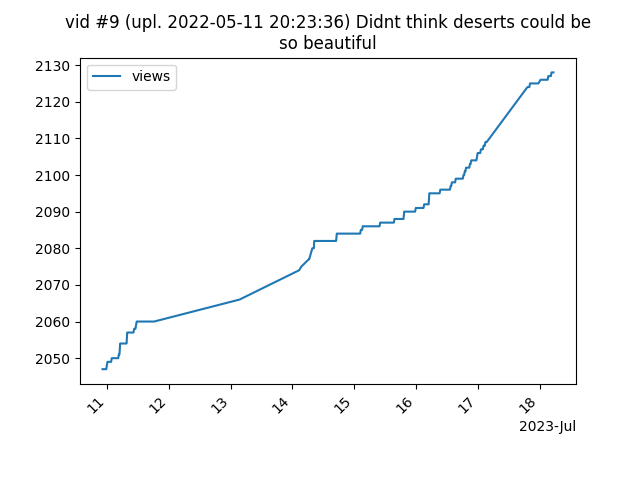 vid #9 (upl. 2022-05-11 20:23:36) Didnt think deserts could be
so beautiful
views
2130
2120
2110
2100
2090
2080
2070
2060
2050
11 12 13 14 15 16 17 18
2023-Jul